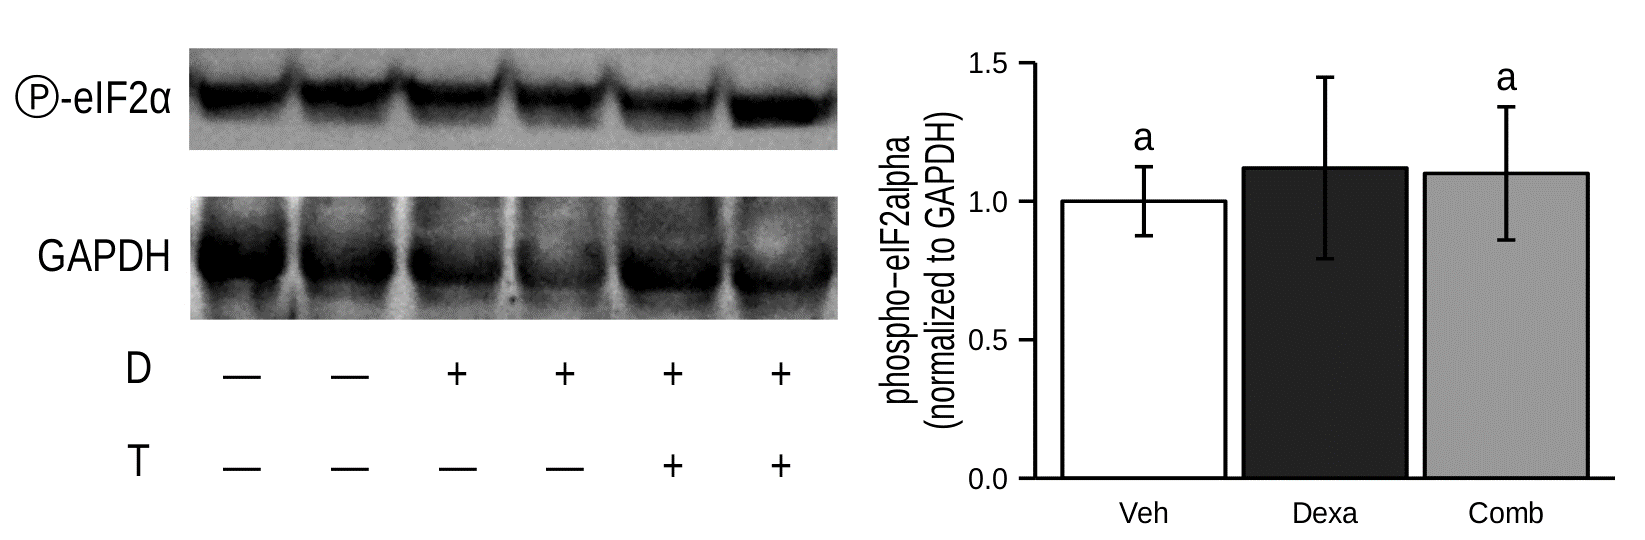 Ⓟ-eIF2α
GAPDH
D — — + + + +
T — — — — + +
phospho−eIF2alpha
(normalized to GAPDH)
1.5
1.0
0.5
0.0
a
a
Veh Dexa Comb